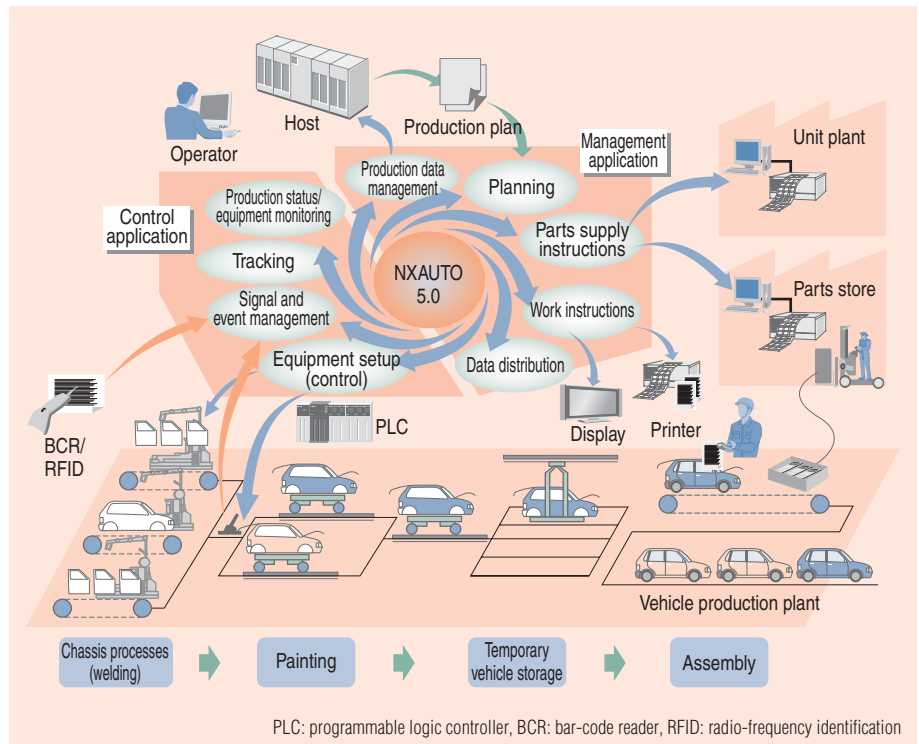 Host
Production plan
Operator
Management
application
Unit plant
Production data
management
Planning
Production status/
equipment monitoring
Control
application
Parts supply
instructions
Tracking
NXAUTO
5.0
Parts store
Signal and
event management
Work instructions
Equipment setup
(control)
Data distribution
PLC
Display
Printer
BCR/
RFID
Vehicle production plant
Chassis processes
(welding)
Painting
Temporary
vehicle storage
Assembly
PLC: programmable logic controller, BCR: bar-code reader, RFID: radio-frequency identification